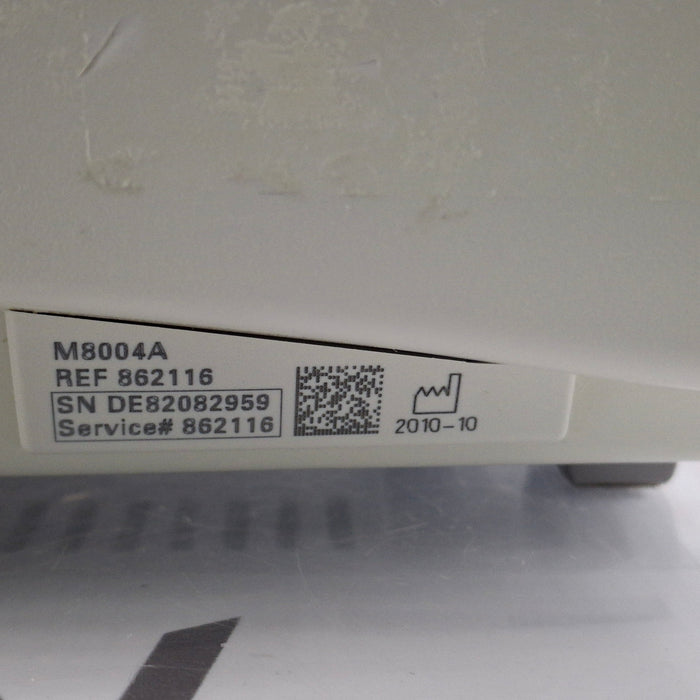 M8004A
REF 862116
SN DE82082959
Service# 862116
2010-10